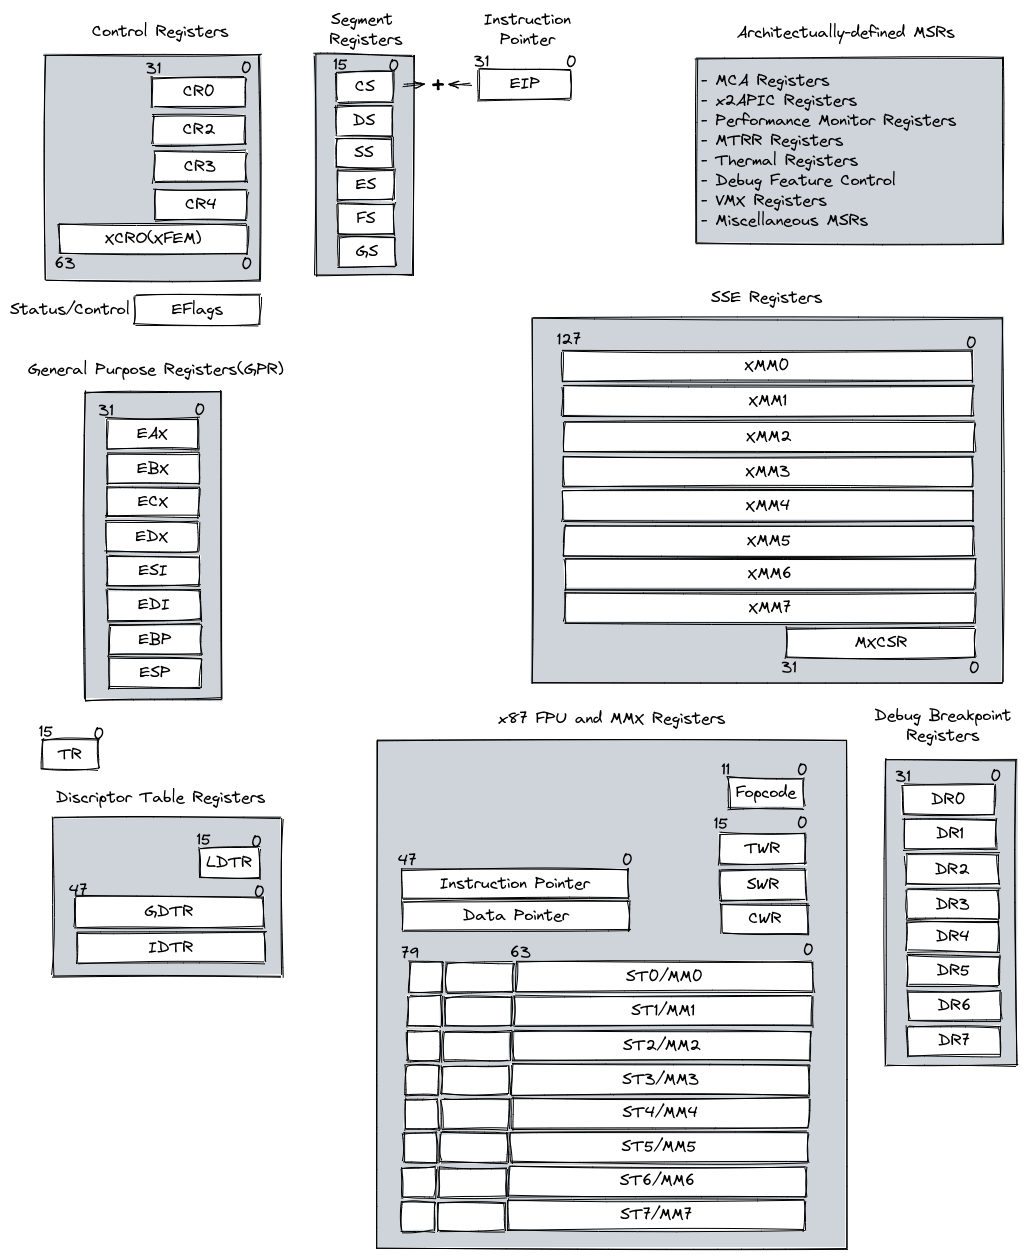 Control Registers
31 0
CR0
CR2
CR3
CR4
XCR0(XFEM)
63 0
Status/Control EFlags
Segment
Registers
15 0
CS
DS
SS
ES
FS
GS
+
Instruction
Pointer
31 0
EIP
Architectually-defined MSRs
- MCA Registers
- x2APIC Registers
- Performance Monitor Registers
- MTRR Registers
- Thermal Registers
- Debug Feature Control
- VMX Registers
- Miscellaneous MSRs
General Purpose Registers(GPR)
31 0
EAX
EBX
ECX
EDX
ESI
EDI
EBP
ESP
SSE Registers
127 0
XMM0
XMM1
XMM2
XMM3
XMM4
XMM5
XMM6
XMM7
MXCSR
31 0
15 0
TR
Discriptor Table Registers
15 0
LDTR
47 0
GDTR
IDTR
x87 FPU and MMX Registers
11 0
Fopcode
15 0
TWR
SWR
CWR
47 0
Instruction Pointer
Data Pointer
79 63 0
ST0/MM0
ST1/MM1
ST2/MM2
ST3/MM3
ST4/MM4
ST5/MM5
ST6/MM6
ST7/MM7
Debug Breakpoint
Registers
31 0
DR0
DR1
DR2
DR3
DR4
DR5
DR6
DR7